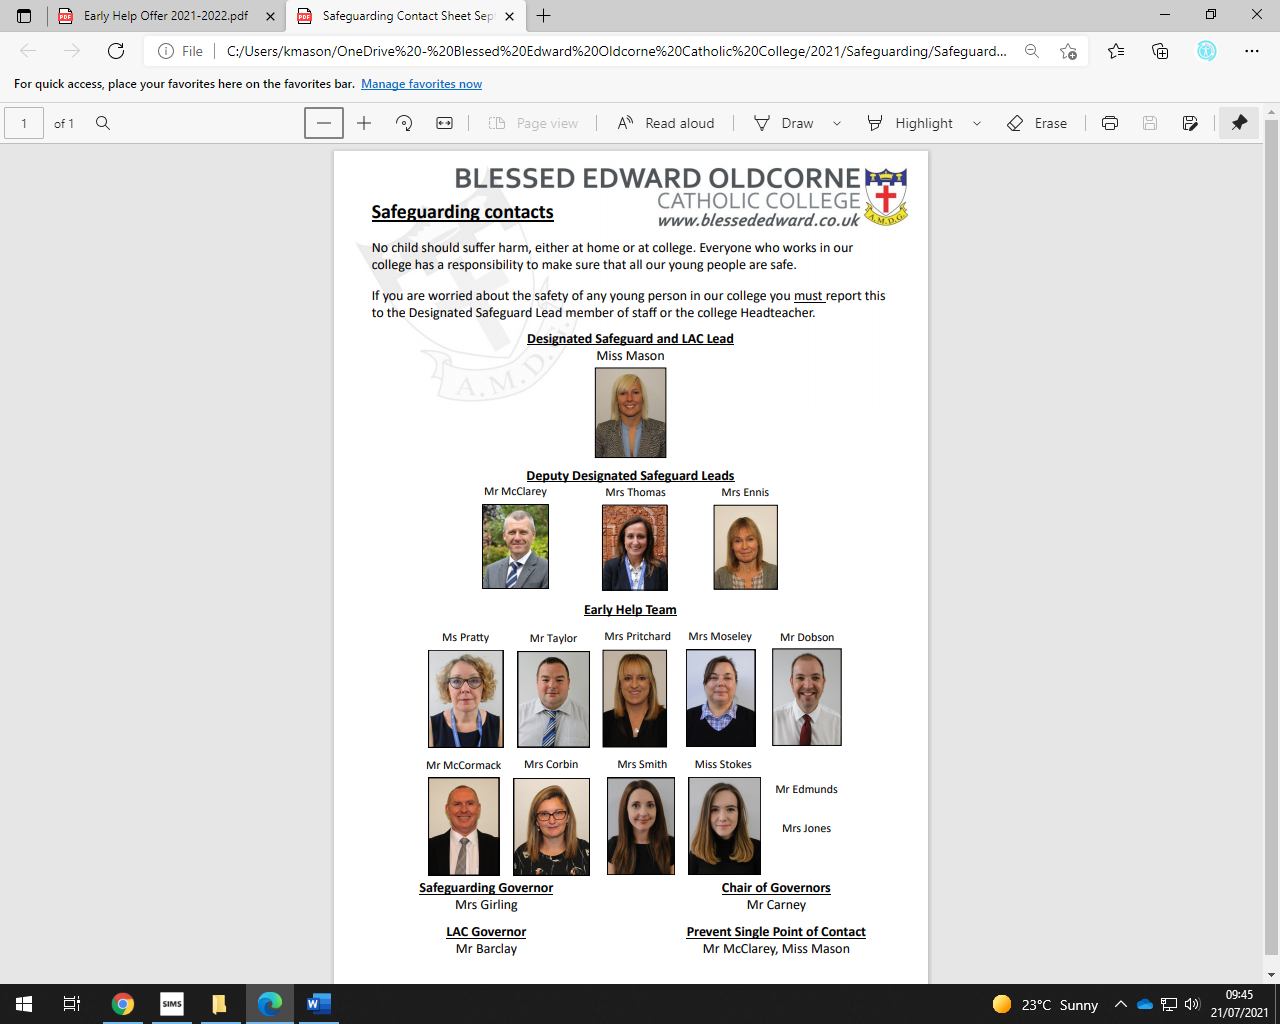 Early Help Offer 2021-2022.pdf
Safeguarding Contact Sheet Sep
File
C:/Users/kmason/OneDrive%20-%20Blessed%20Edward%20Oldcorne%20Catholic%20College/2021/Safeguarding/Safeguard...
For quick access, place your favorites here on the favorites bar. Manage favorites now
1 of 1
Page view
Read aloud
Draw
Highlight
Erase
BLESSED EDWARD OLDCORNE
CATHOLIC COLLEGE
www.blessededward.co.uk
A.M.D.G.
Safeguarding contacts
No child should suffer harm, either at home or at college. Everyone who works in our
college has a responsibility to make sure that all our young people are safe.
If you are worried about the safety of any young person in our college you must report this
to the Designated Safeguard Lead member of staff or the college Headteacher.
A.M.D.G.
Designated Safeguard and LAC Lead
Miss Mason
Deputy Designated Safeguard Leads
Mr McClarey Mrs Thomas Mrs Ennis
Early Help Team
Ms Pratty Mr Taylor Mrs Pritchard Mrs Moseley Mr Dobson
Mr McCormack Mrs Corbin Mrs Smith Miss Stokes
Mr Edmunds
Mrs Jones
Safeguarding Governor
Mrs Girling
Chair of Governors
Mr Carney
LAC Governor
Mr Barclay
Prevent Single Point of Contact
Mr McClarey, Miss Mason
SIMS
23°C Sunny
09:45
21/07/2021